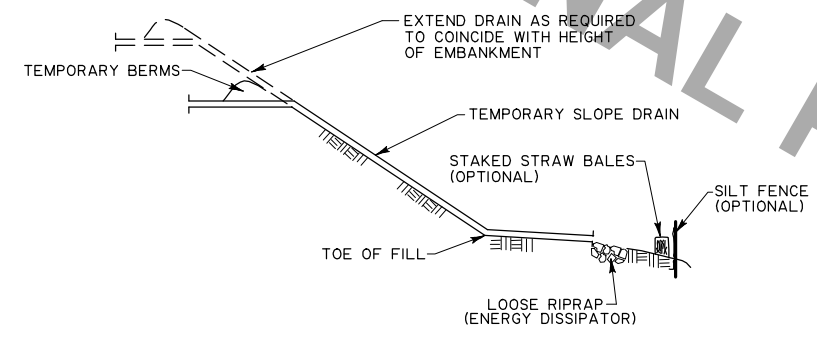 EXTEND DRAIN AS REQUIRED
TO COINCIDE WITH HEIGHT
OF EMBANKMENT
TEMPORARY BERMS
TEMPORARY SLOPE DRAIN
STAKED STRAW BALES
(OPTIONAL)
SILT FENCE
(OPTIONAL)
TOE OF FILL
LOOSE RIPRAP
(ENERGY DISSIPATOR)